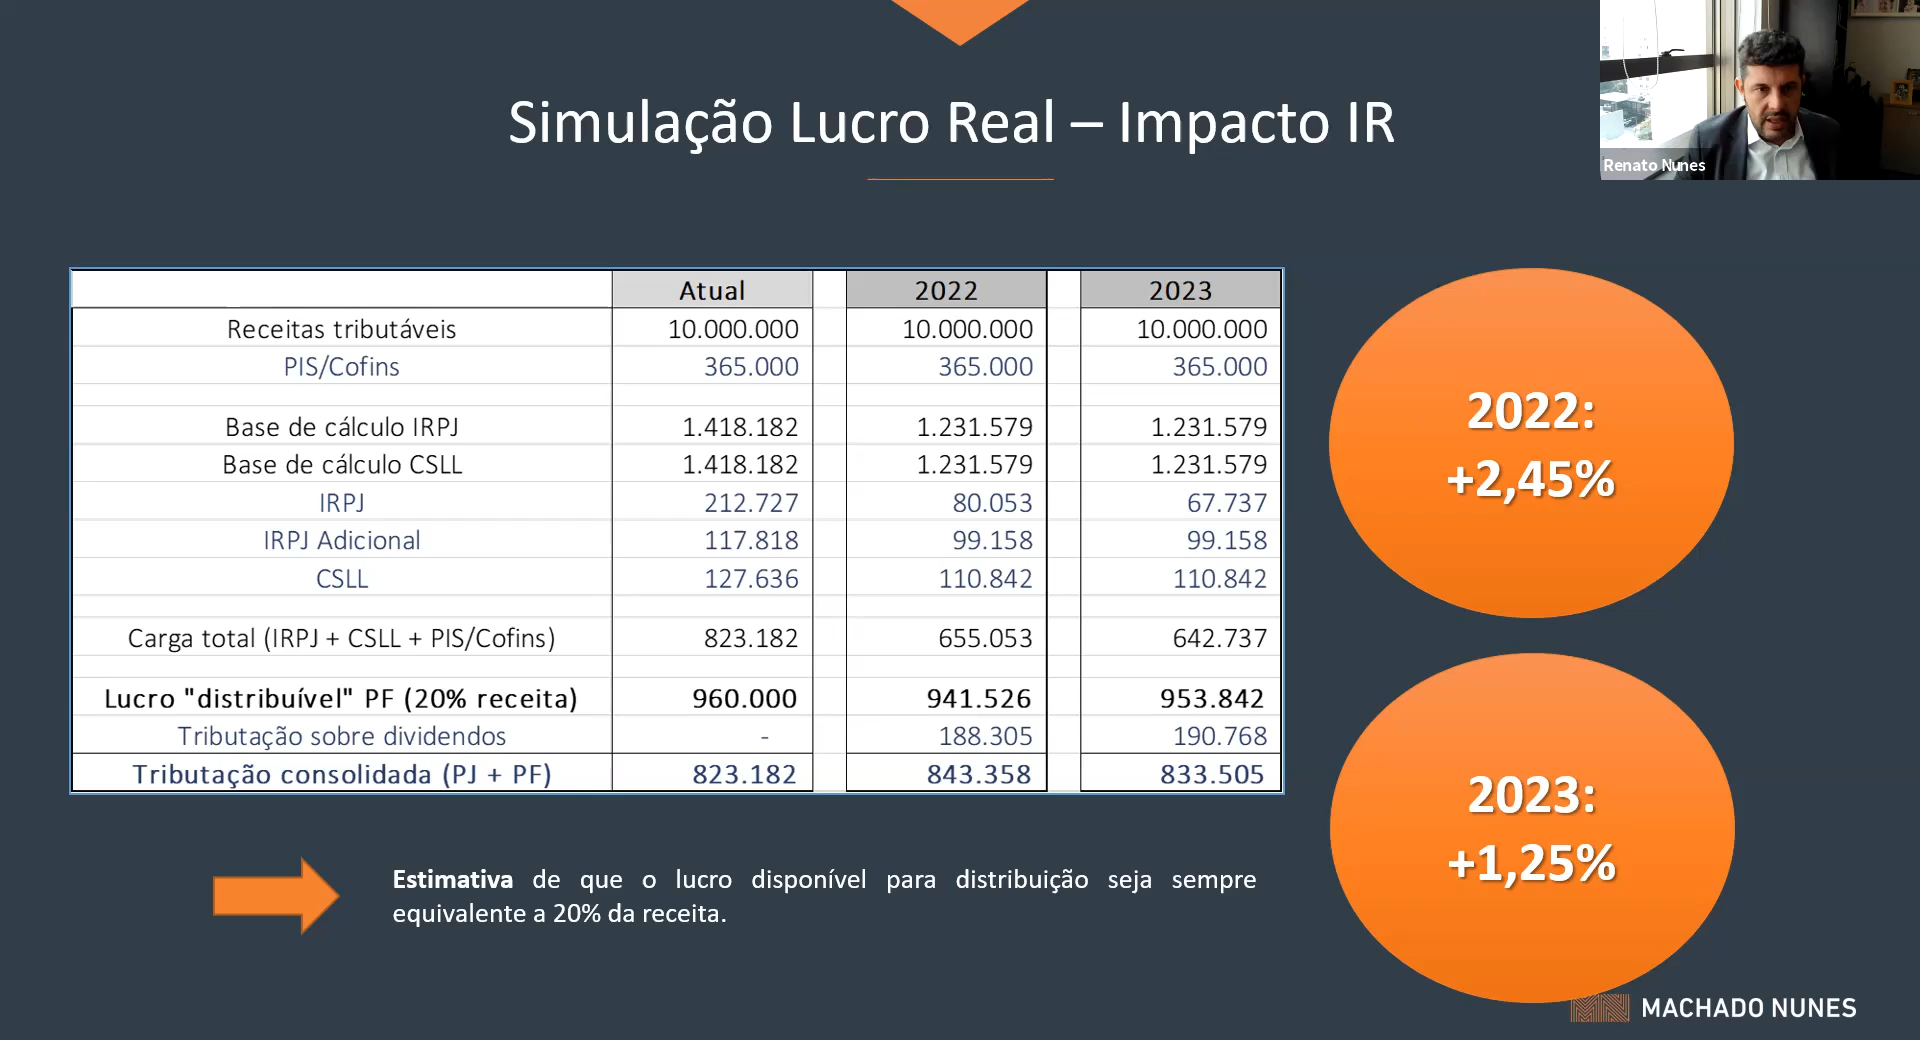 Simulação Lucro Real – Impacto IR
Renato Nunes
Atual 2022 2023
Receitas tributáveis 10.000.000 10.000.000 10.000.000
PIS/Cofins 365.000 365.000 365.000
Base de cálculo IRPJ 1.418.182 1.231.579 1.231.579
Base de cálculo CSLL 1.418.182 1.231.579 1.231.579
IRPJ 212.727 80.053 67.737
IRPJ Adicional 117.818 99.158 99.158
CSLL 127.636 110.842 110.842
Carga total (IRPJ + CSLL + PIS/Cofins) 823.182 655.053 642.737
Lucro "distribuível" PF (20% receita) 960.000 941.526 953.842
Tributação sobre dividendos - 188.305 190.768
Tributação consolidada (PJ + PF) 823.182 843.358 833.505
2022:
+2,45%
2023:
+1,25%
Estimativa de que o lucro disponível para distribuição seja sempre
equivalente a 20% da receita.
MACHADO NUNES